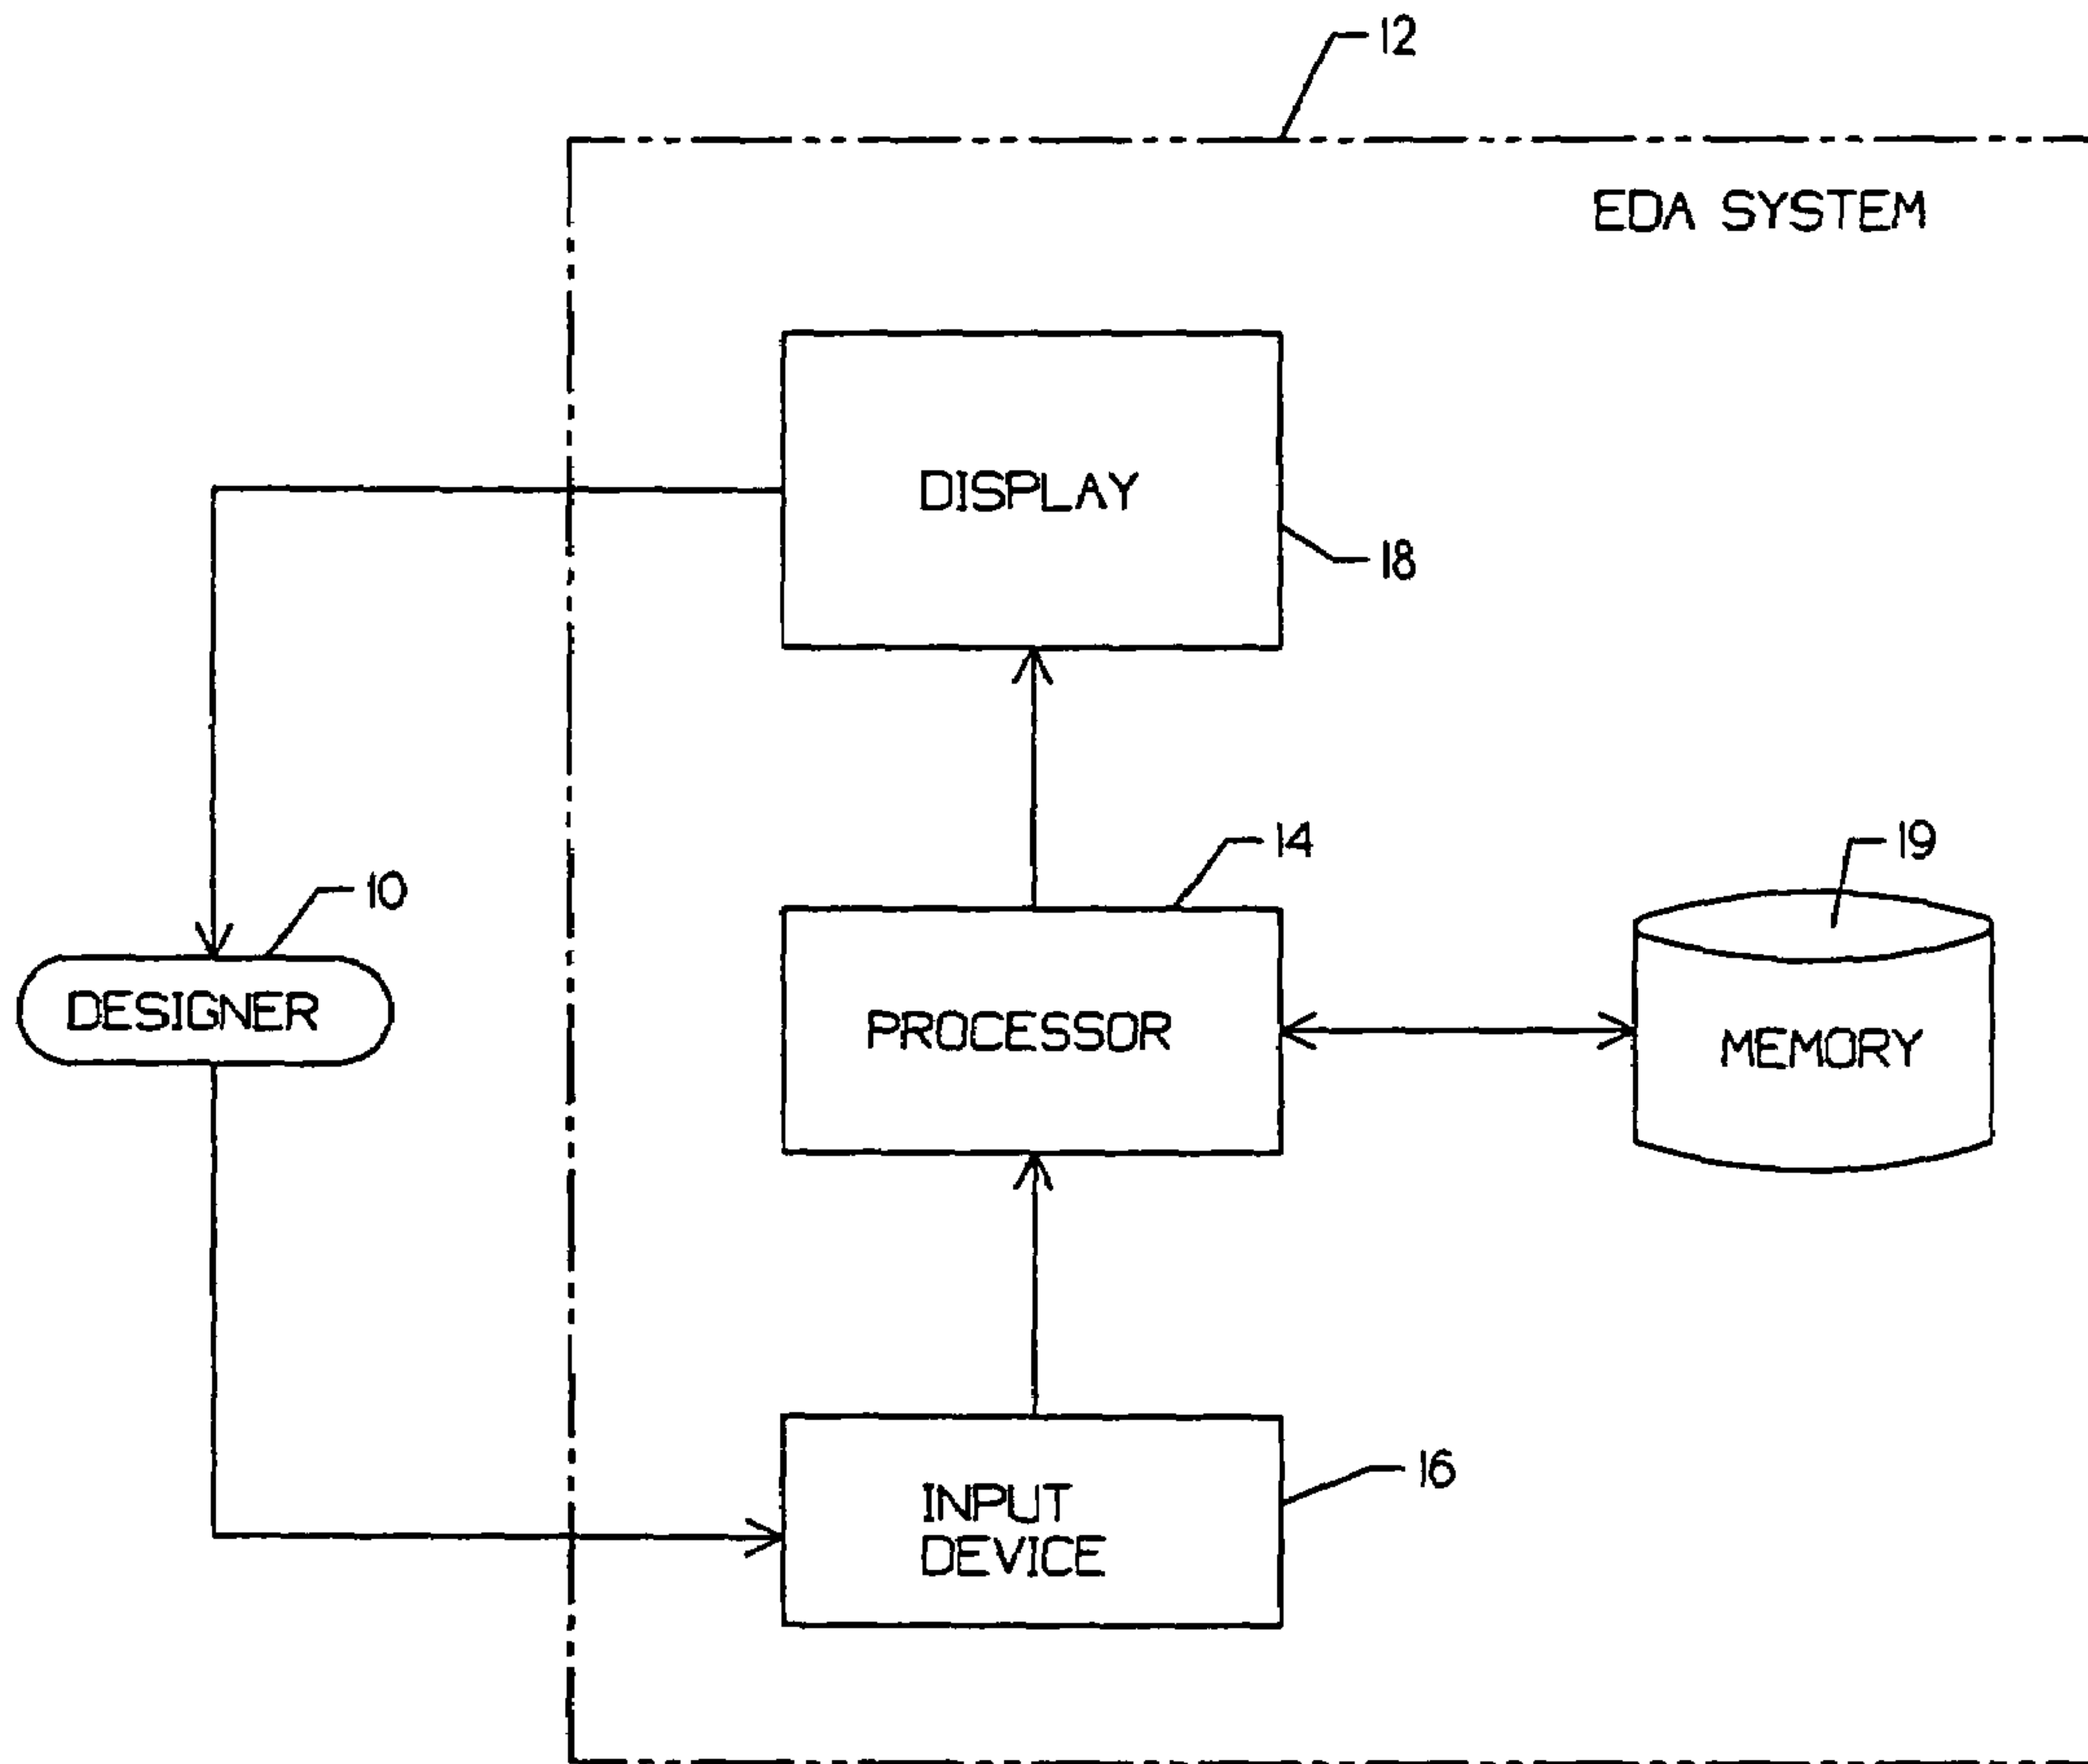 12
EDA SYSTEM
DISPLAY
18
14
19
10
DESIGNER
PROCESSOR
MEMORY
16
INPUT
DEVICE